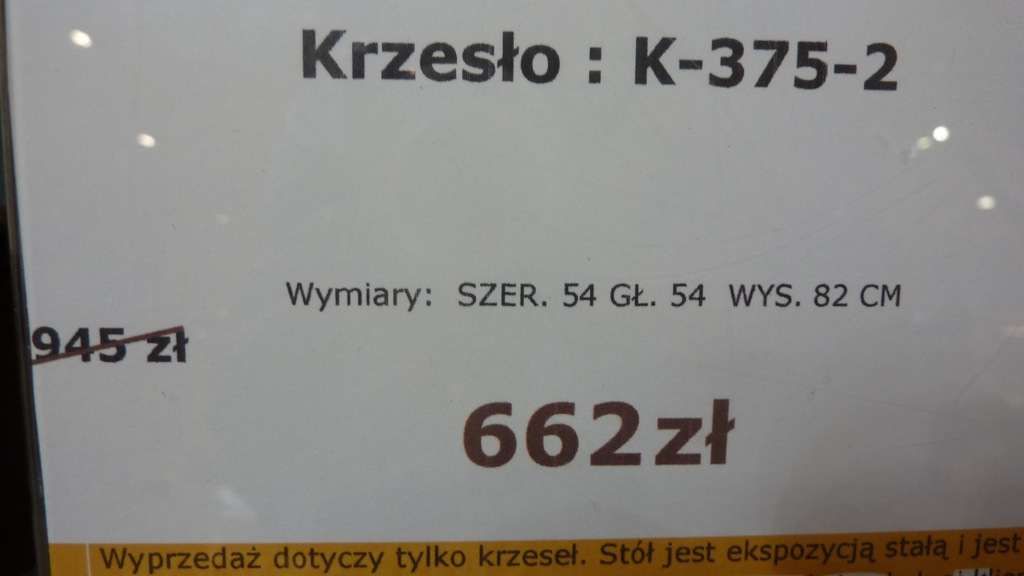 Krzesło : K-375-2
Wymiary: SZER. 54 GŁ. 54 WYS. 82 CM
945 zł
662zł
Wyprzedaż dotyczy tylko krzeseł. Stół jest ekspozycją stałą i jest